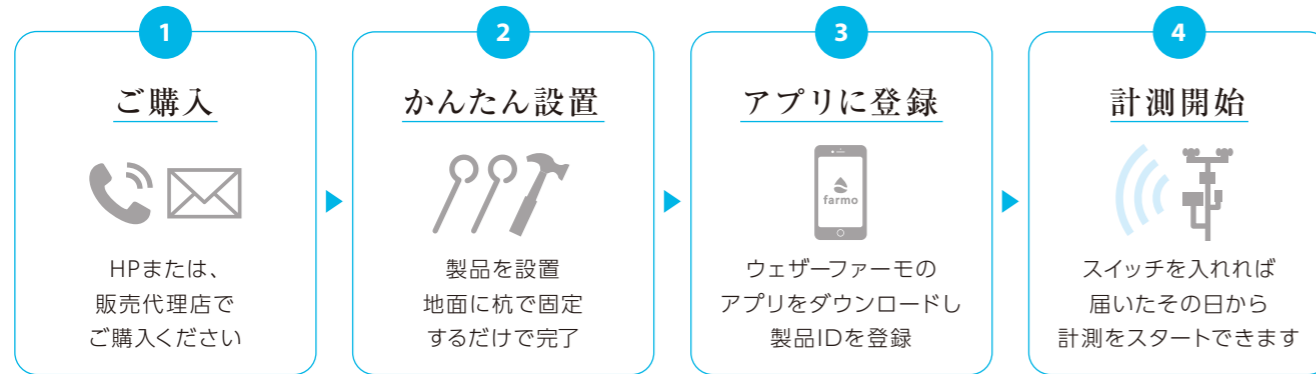 1
ご購入
HPまたは、
販売代理店で
ご購入ください
2
かんたん設置
製品を設置
地面に杭で固定
するだけで完了
3
アプリに登録
farmo
ウェザーファーモの
アプリをダウンロードし
製品IDを登録
4
計測開始
スイッチを入れれば
届いたその日から
計測をスタートできます